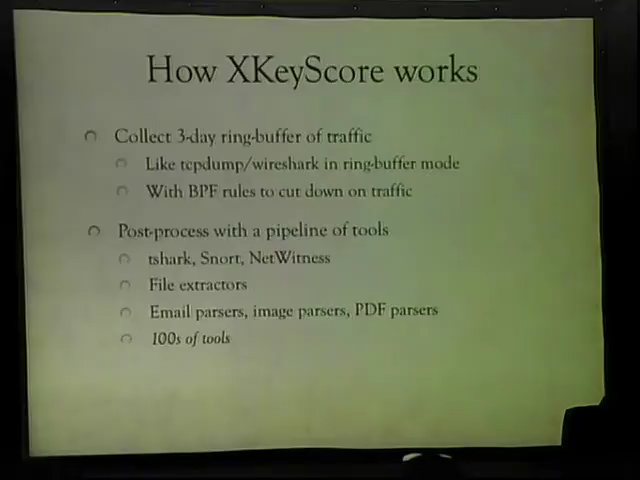 How XKeyScore works
Collect 3-day ring-buffer of traffic
Like tcpdump/wireshark in ring-buffer mode
With BPF rules to cut down on traffic
Post-process with a pipeline of tools
tshark, Snort, NetWitness
File extractors
Email parsers, image parsers, PDF parsers
100s of tools